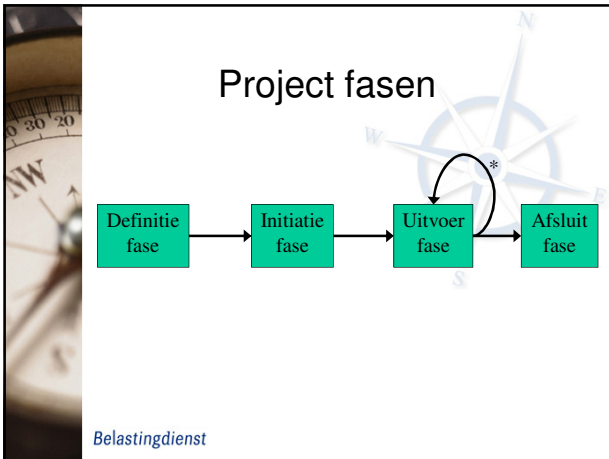 Project fasen
N
W
E
S
30 20
NW
S
*
Definitie
fase
Initiatie
fase
Uitvoer
fase
Afsluit
fase
Belastingdienst